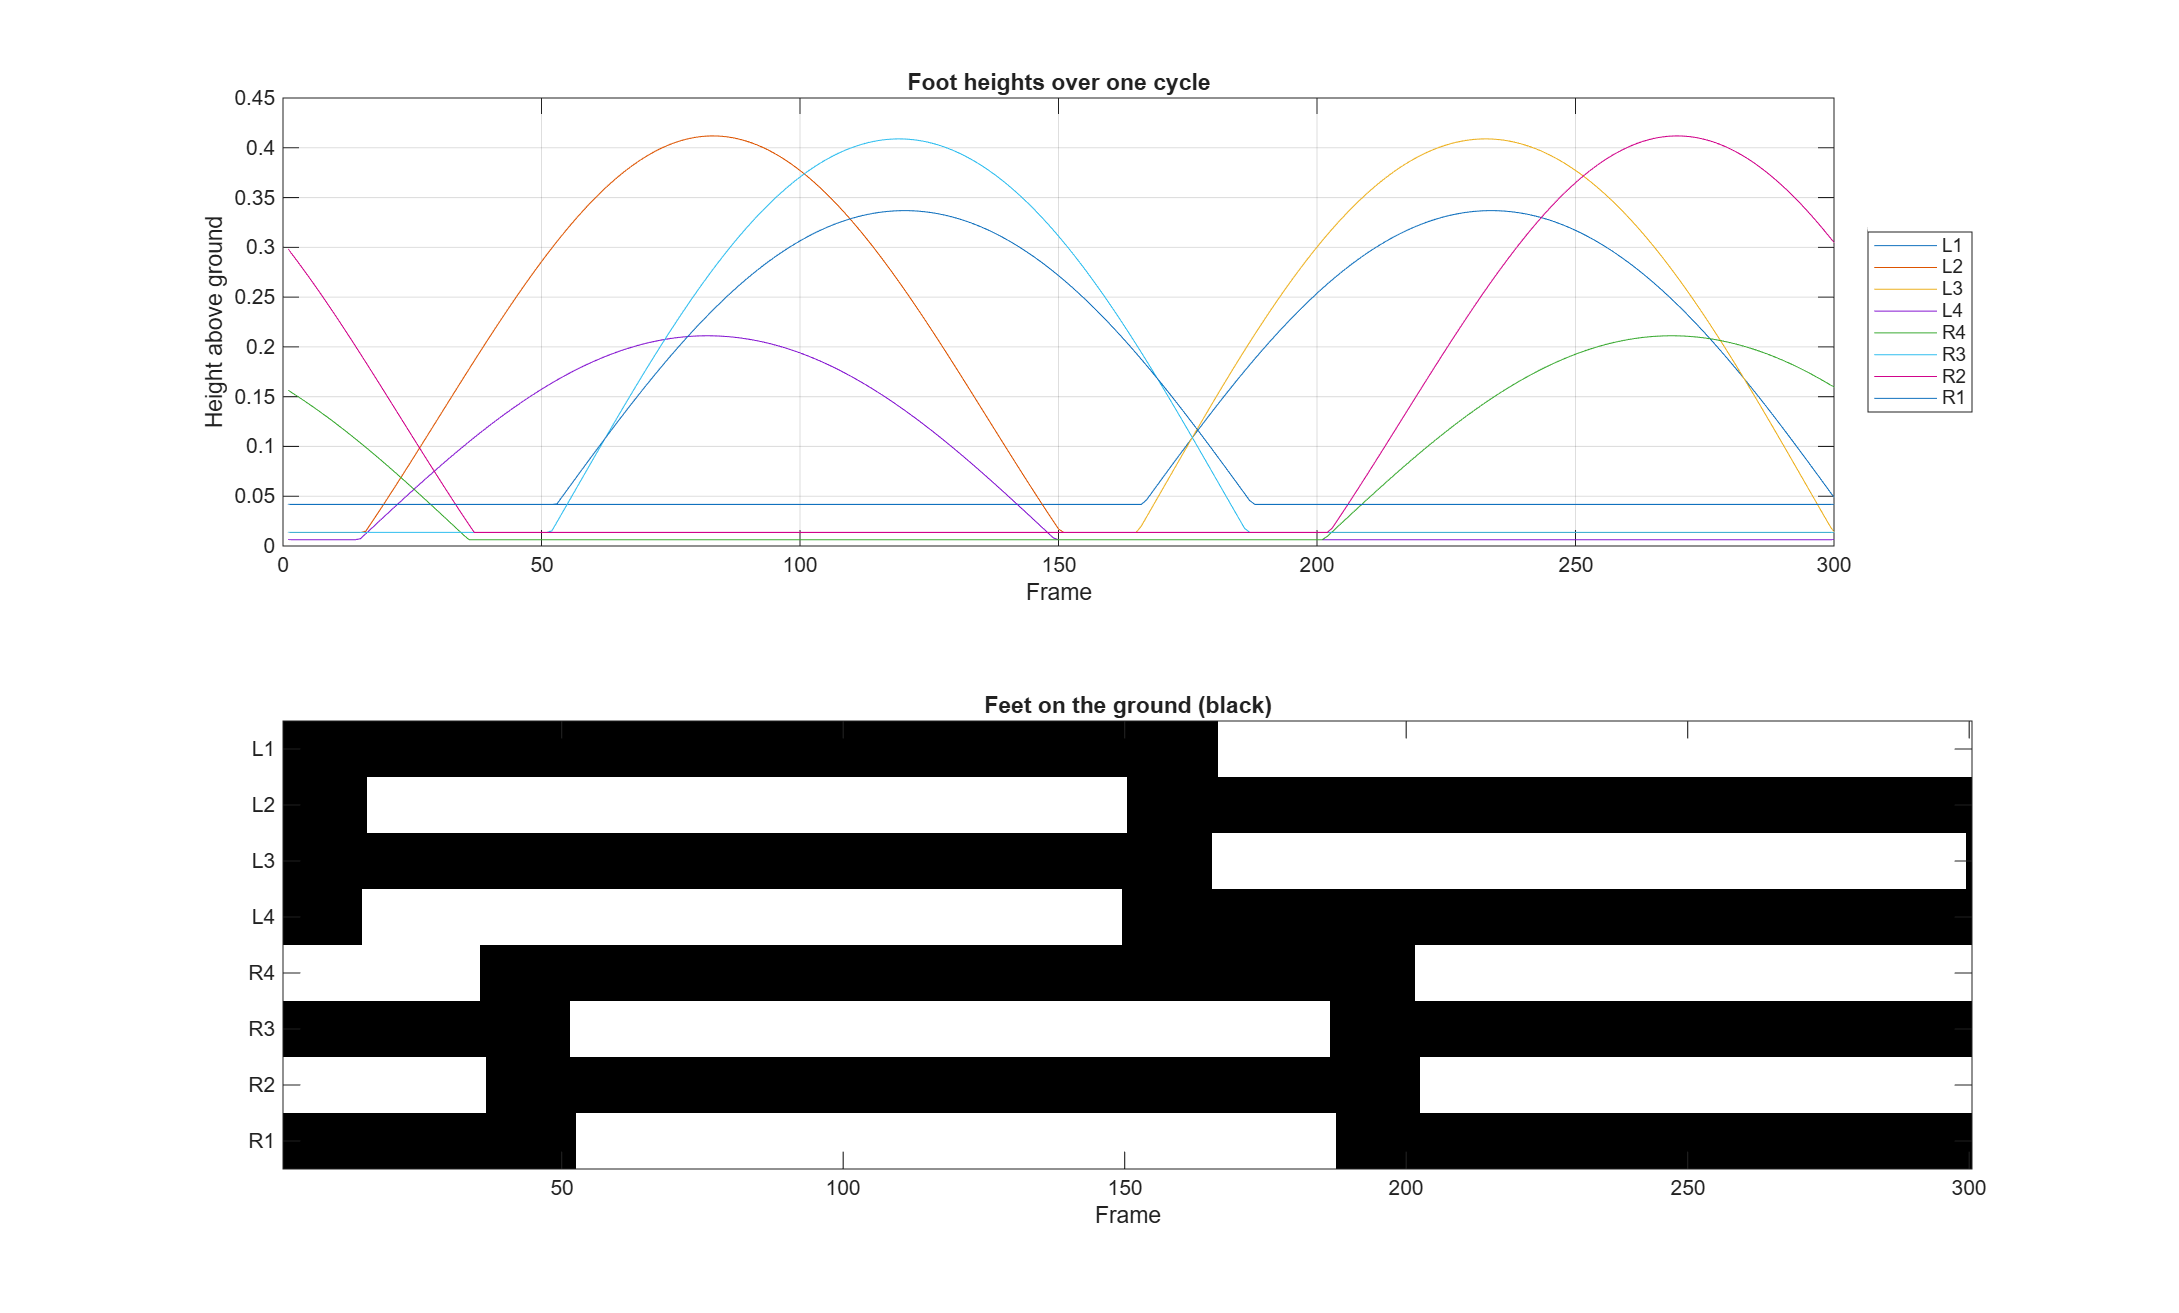 Foot heights over one cycle
0.45
0.4
0.35
0.3
0.25
0.2
0.15
0.1
0.05
0
Height above ground
0 50 100 150 200 250 300
Frame
L1
L2
L3
L4
R4
R3
R2
R1
Feet on the ground (black)
L1
L2
L3
L4
R4
R3
R2
R1
50 100 150 200 250 300
Frame